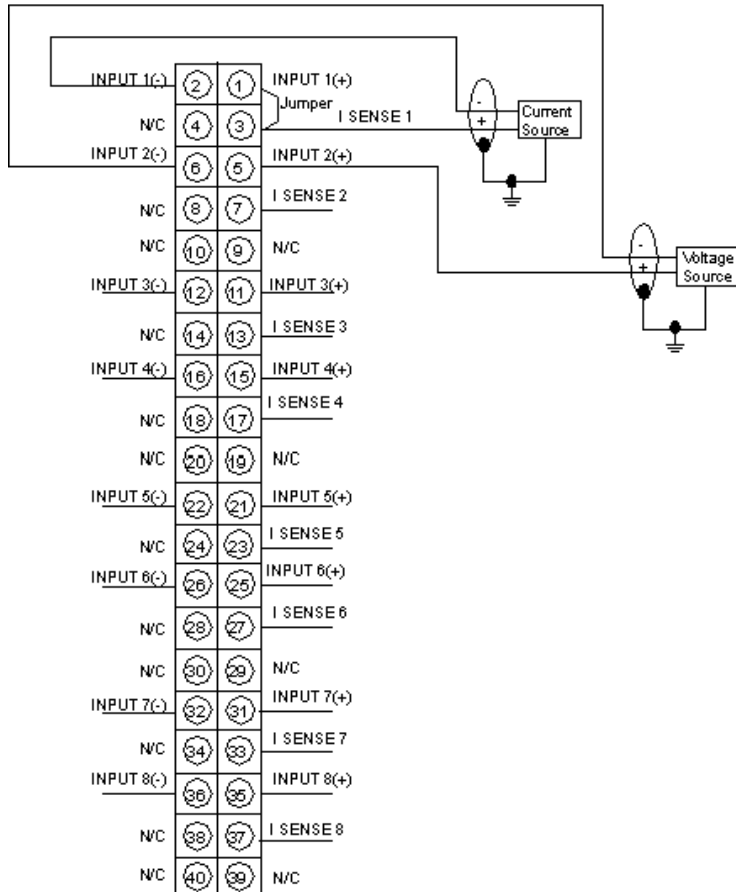 INPUT 1(-) 2 1 INPUT 1(+)
Jumper
N/C 4 3 I SENSE 1
- 
+
Current
Source
INPUT 2(-) 6 5 INPUT 2(+)
N/C 8 7 I SENSE 2
N/C 10 9 N/C
-
+
Voltage
Source
INPUT 3(-) 12 11 INPUT 3(+)
N/C 14 13 I SENSE 3
INPUT 4(-) 16 15 INPUT 4(+)
N/C 18 17 I SENSE 4
N/C 20 19 N/C
INPUT 5(-) 22 21 INPUT 5(+)
N/C 24 23 I SENSE 5
INPUT 6(-) 26 25 INPUT 6(+)
N/C 28 27 I SENSE 6
N/C 30 29 N/C
INPUT 7(-) 32 31 INPUT 7(+)
N/C 34 33 I SENSE 7
INPUT 8(-) 36 35 INPUT 8(+)
N/C 38 37 I SENSE 8
N/C 40 39 N/C